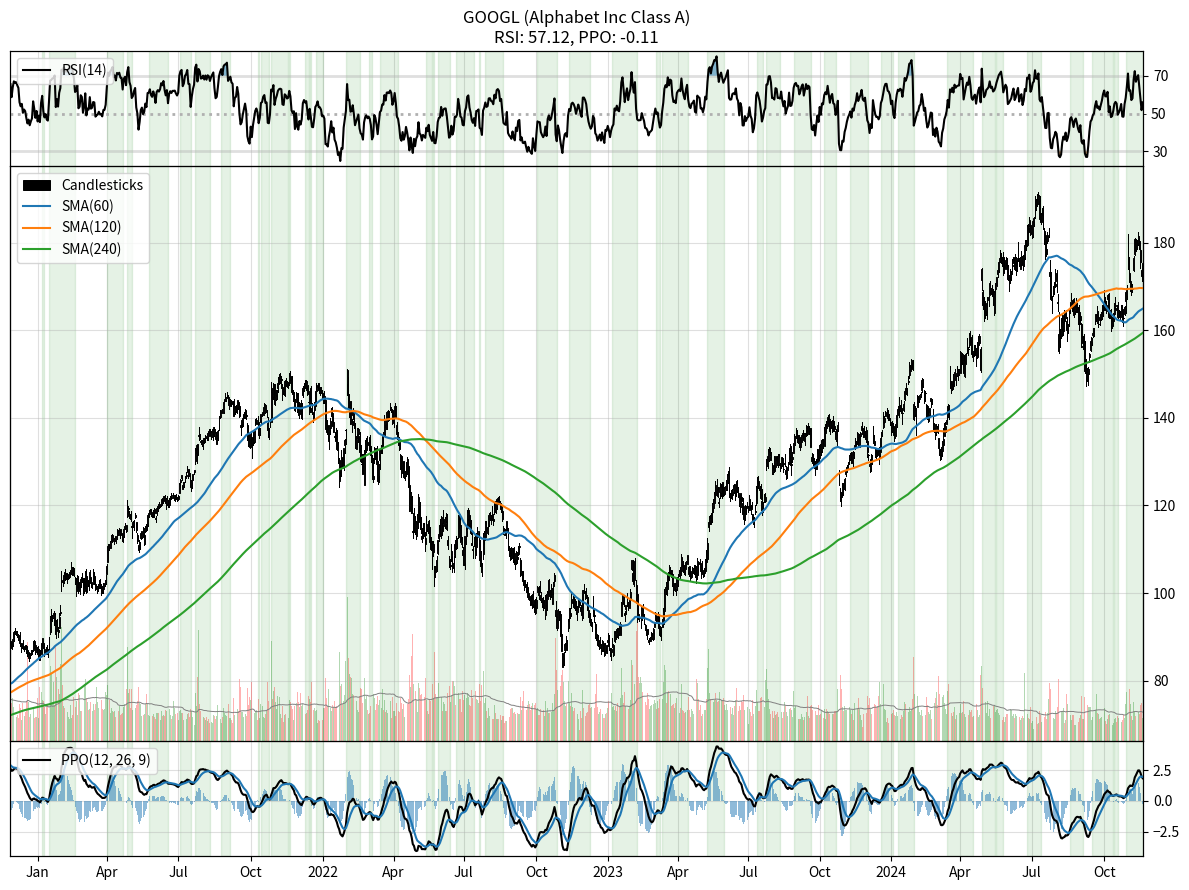 GOOGL (Alphabet Inc Class A)
RSI: 57.12, PPO: -0.11
RSI(14)
70
50
30
Candlesticks
SMA(60)
SMA(120)
SMA(240)
180
160
140
120
100
80
PPO(12, 26, 9)
2.5
0.0
−2.5
Jan Apr Jul Oct 2022 Apr Jul Oct 2023 Apr Jul Oct 2024 Apr Jul Oct